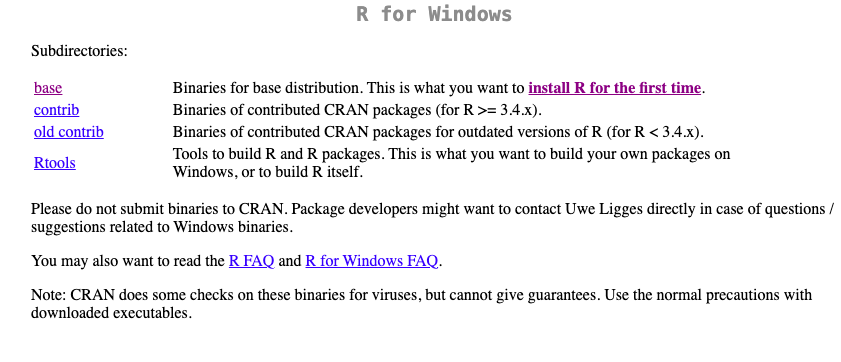 R for Windows
Subdirectories:
base Binaries for base distribution. This is what you want to install R for the first time.
contrib Binaries of contributed CRAN packages (for R >= 3.4.x).
old contrib Binaries of contributed CRAN packages for outdated versions of R (for R < 3.4.x).
Rtools Tools to build R and R packages. This is what you want to build your own packages on
Windows, or to build R itself.
Please do not submit binaries to CRAN. Package developers might want to contact Uwe Ligges directly in case of questions /
suggestions related to Windows binaries.
You may also want to read the R FAQ and R for Windows FAQ.
Note: CRAN does some checks on these binaries for viruses, but cannot give guarantees. Use the normal precautions with
downloaded executables.